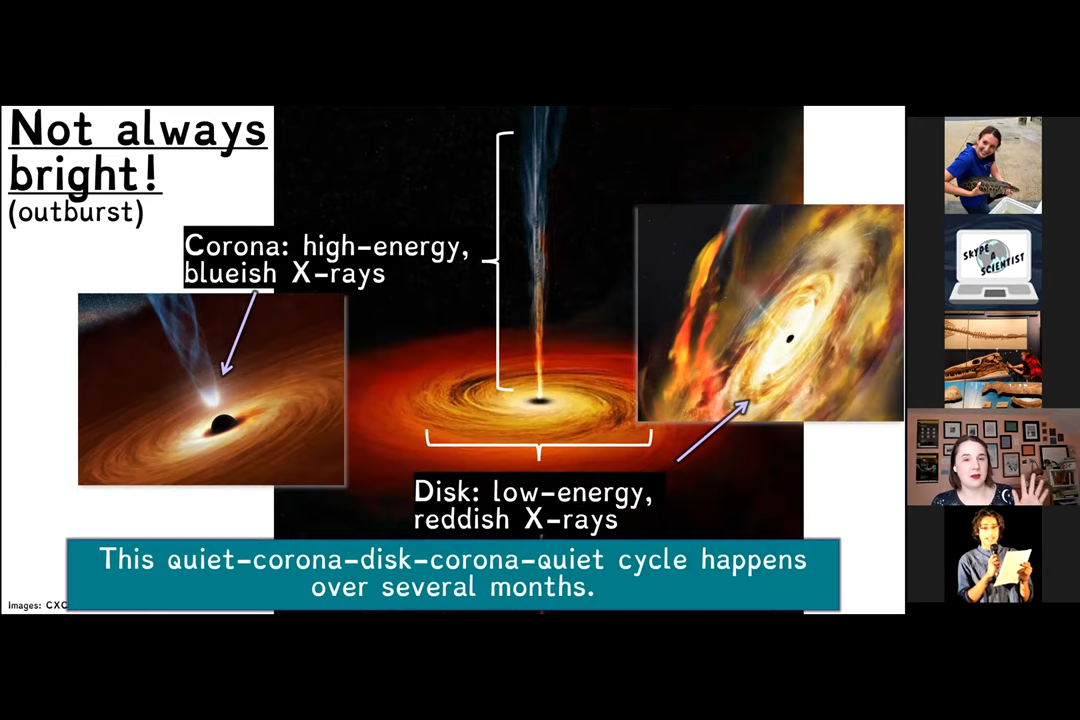 Not always
bright!
(outburst)
Corona: high-energy,
blueish X-rays
Disk: low-energy,
reddish X-rays
This quiet-corona-disk-corona-quiet cycle happens
over several months.
Images: CXC
SKYPE
A
SCIENTIST